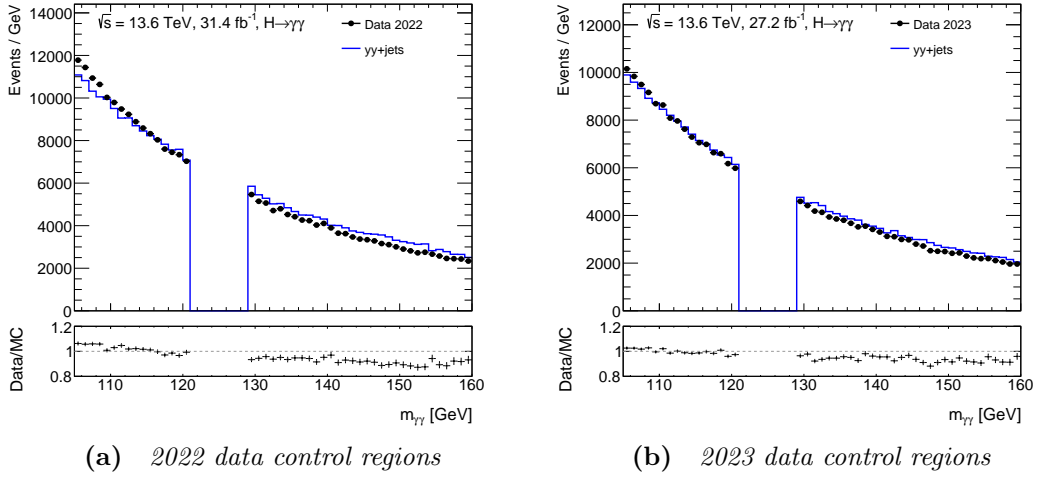 √s = 13.6 TeV, 31.4 fb⁻¹, H→γγ
Data 2022
yy+jets
Events / GeV
14000
12000
10000
8000
6000
4000
2000
0
Data/MC
1.2
1
0.8
110 120 130 140 150 160
m_γγ [GeV]
(a) 2022 data control regions
√s = 13.6 TeV, 27.2 fb⁻¹, H→γγ
Data 2023
yy+jets
Events / GeV
12000
10000
8000
6000
4000
2000
0
Data/MC
1.2
1
0.8
110 120 130 140 150 160
m_γγ [GeV]
(b) 2023 data control regions